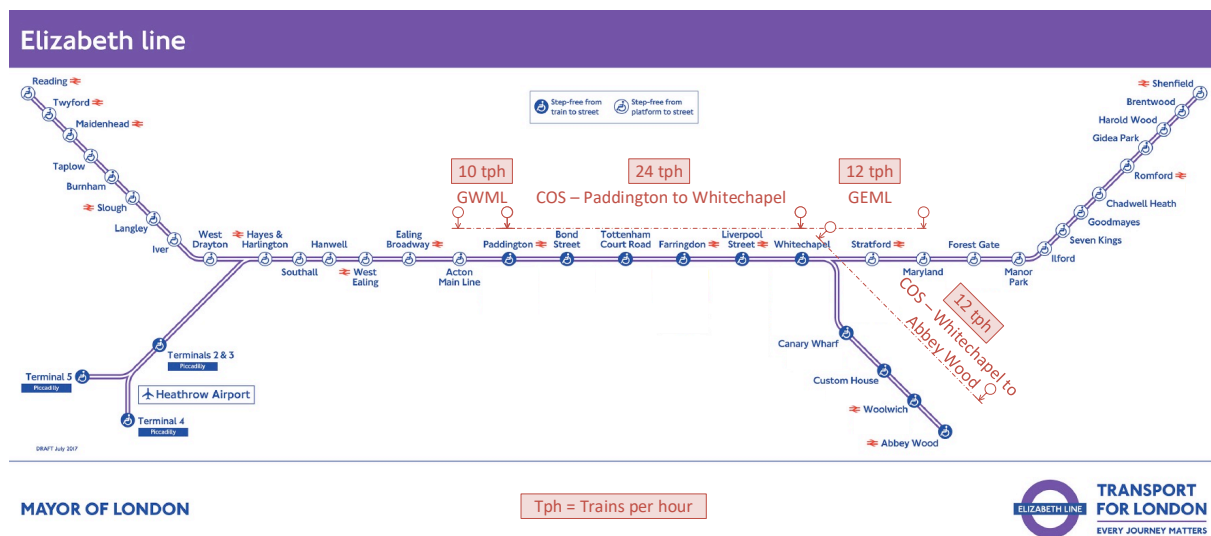 Elizabeth line
Reading
Twyford
Maidenhead
Taplow
Burnham
Slough
Langley
Iver
West
Drayton
Hayes &
Harlington
Southall
Hanwell
West
Ealing
Ealing
Broadway
Acton
Main Line
Paddington
Bond
Street
Tottenham
Court Road
Farringdon
Liverpool
Street
Whitechapel
Stratford
Maryland
Forest Gate
Manor
Park
Ilford
Seven Kings
Goodmayes
Chadwell Heath
Romford
Gidea Park
Harold Wood
Brentwood
Shenfield
Step-free from
train to street
Step-free from
platform to street
10 tph
GWML
24 tph
COS – Paddington to Whitechapel
12 tph
GEML
12 tph
COS – Whitechapel to
Abbey Wood
Canary Wharf
Custom House
Woolwich
Abbey Wood
Terminals 2 & 3
Piccadilly
Terminal 5
Piccadilly
Heathrow Airport
Terminal 4
Piccadilly
DRAFT July 2017
MAYOR OF LONDON
Tph = Trains per hour
ELIZABETH LINE
TRANSPORT
FOR LONDON
EVERY JOURNEY MATTERS